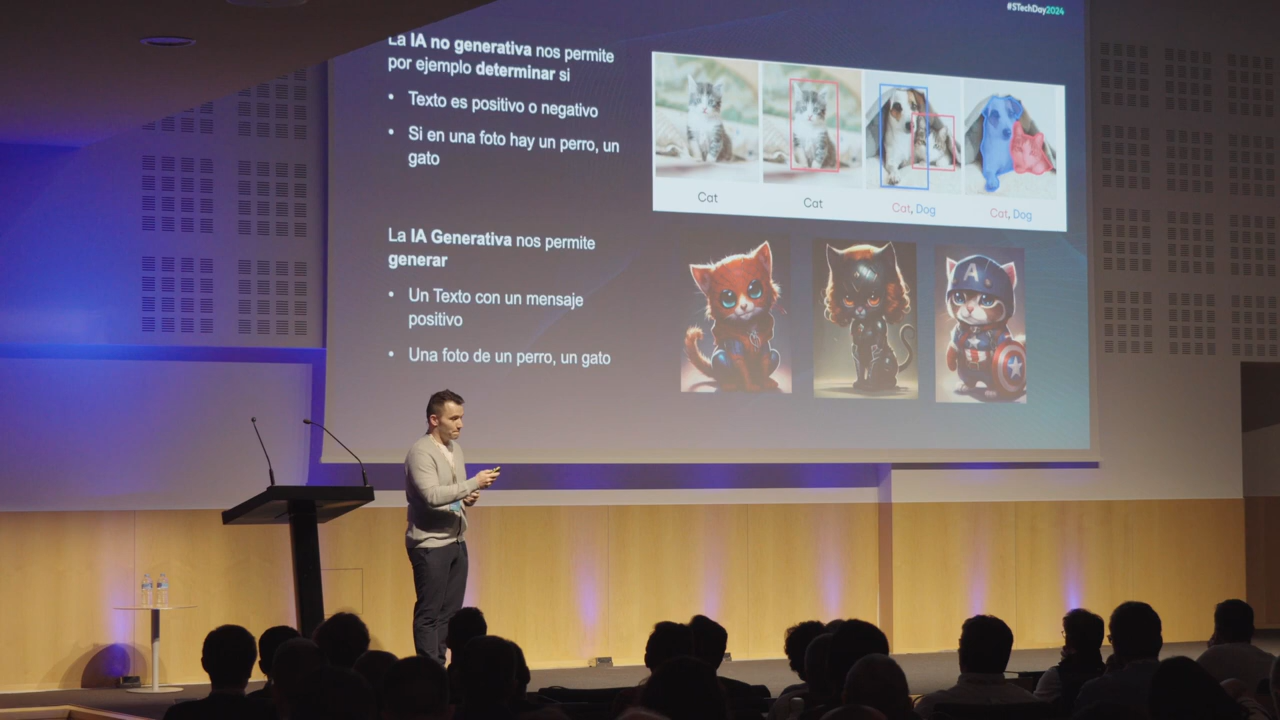 #STechDay2024
La IA no generativa nos permite
por ejemplo determinar si
• Texto es positivo o negativo
• Si en una foto hay un perro, un
gato
Cat
Cat
Cat, Dog
Cat, Dog
La IA Generativa nos permite
generar
• Un Texto con un mensaje
positivo
• Una foto de un perro, un gato
A